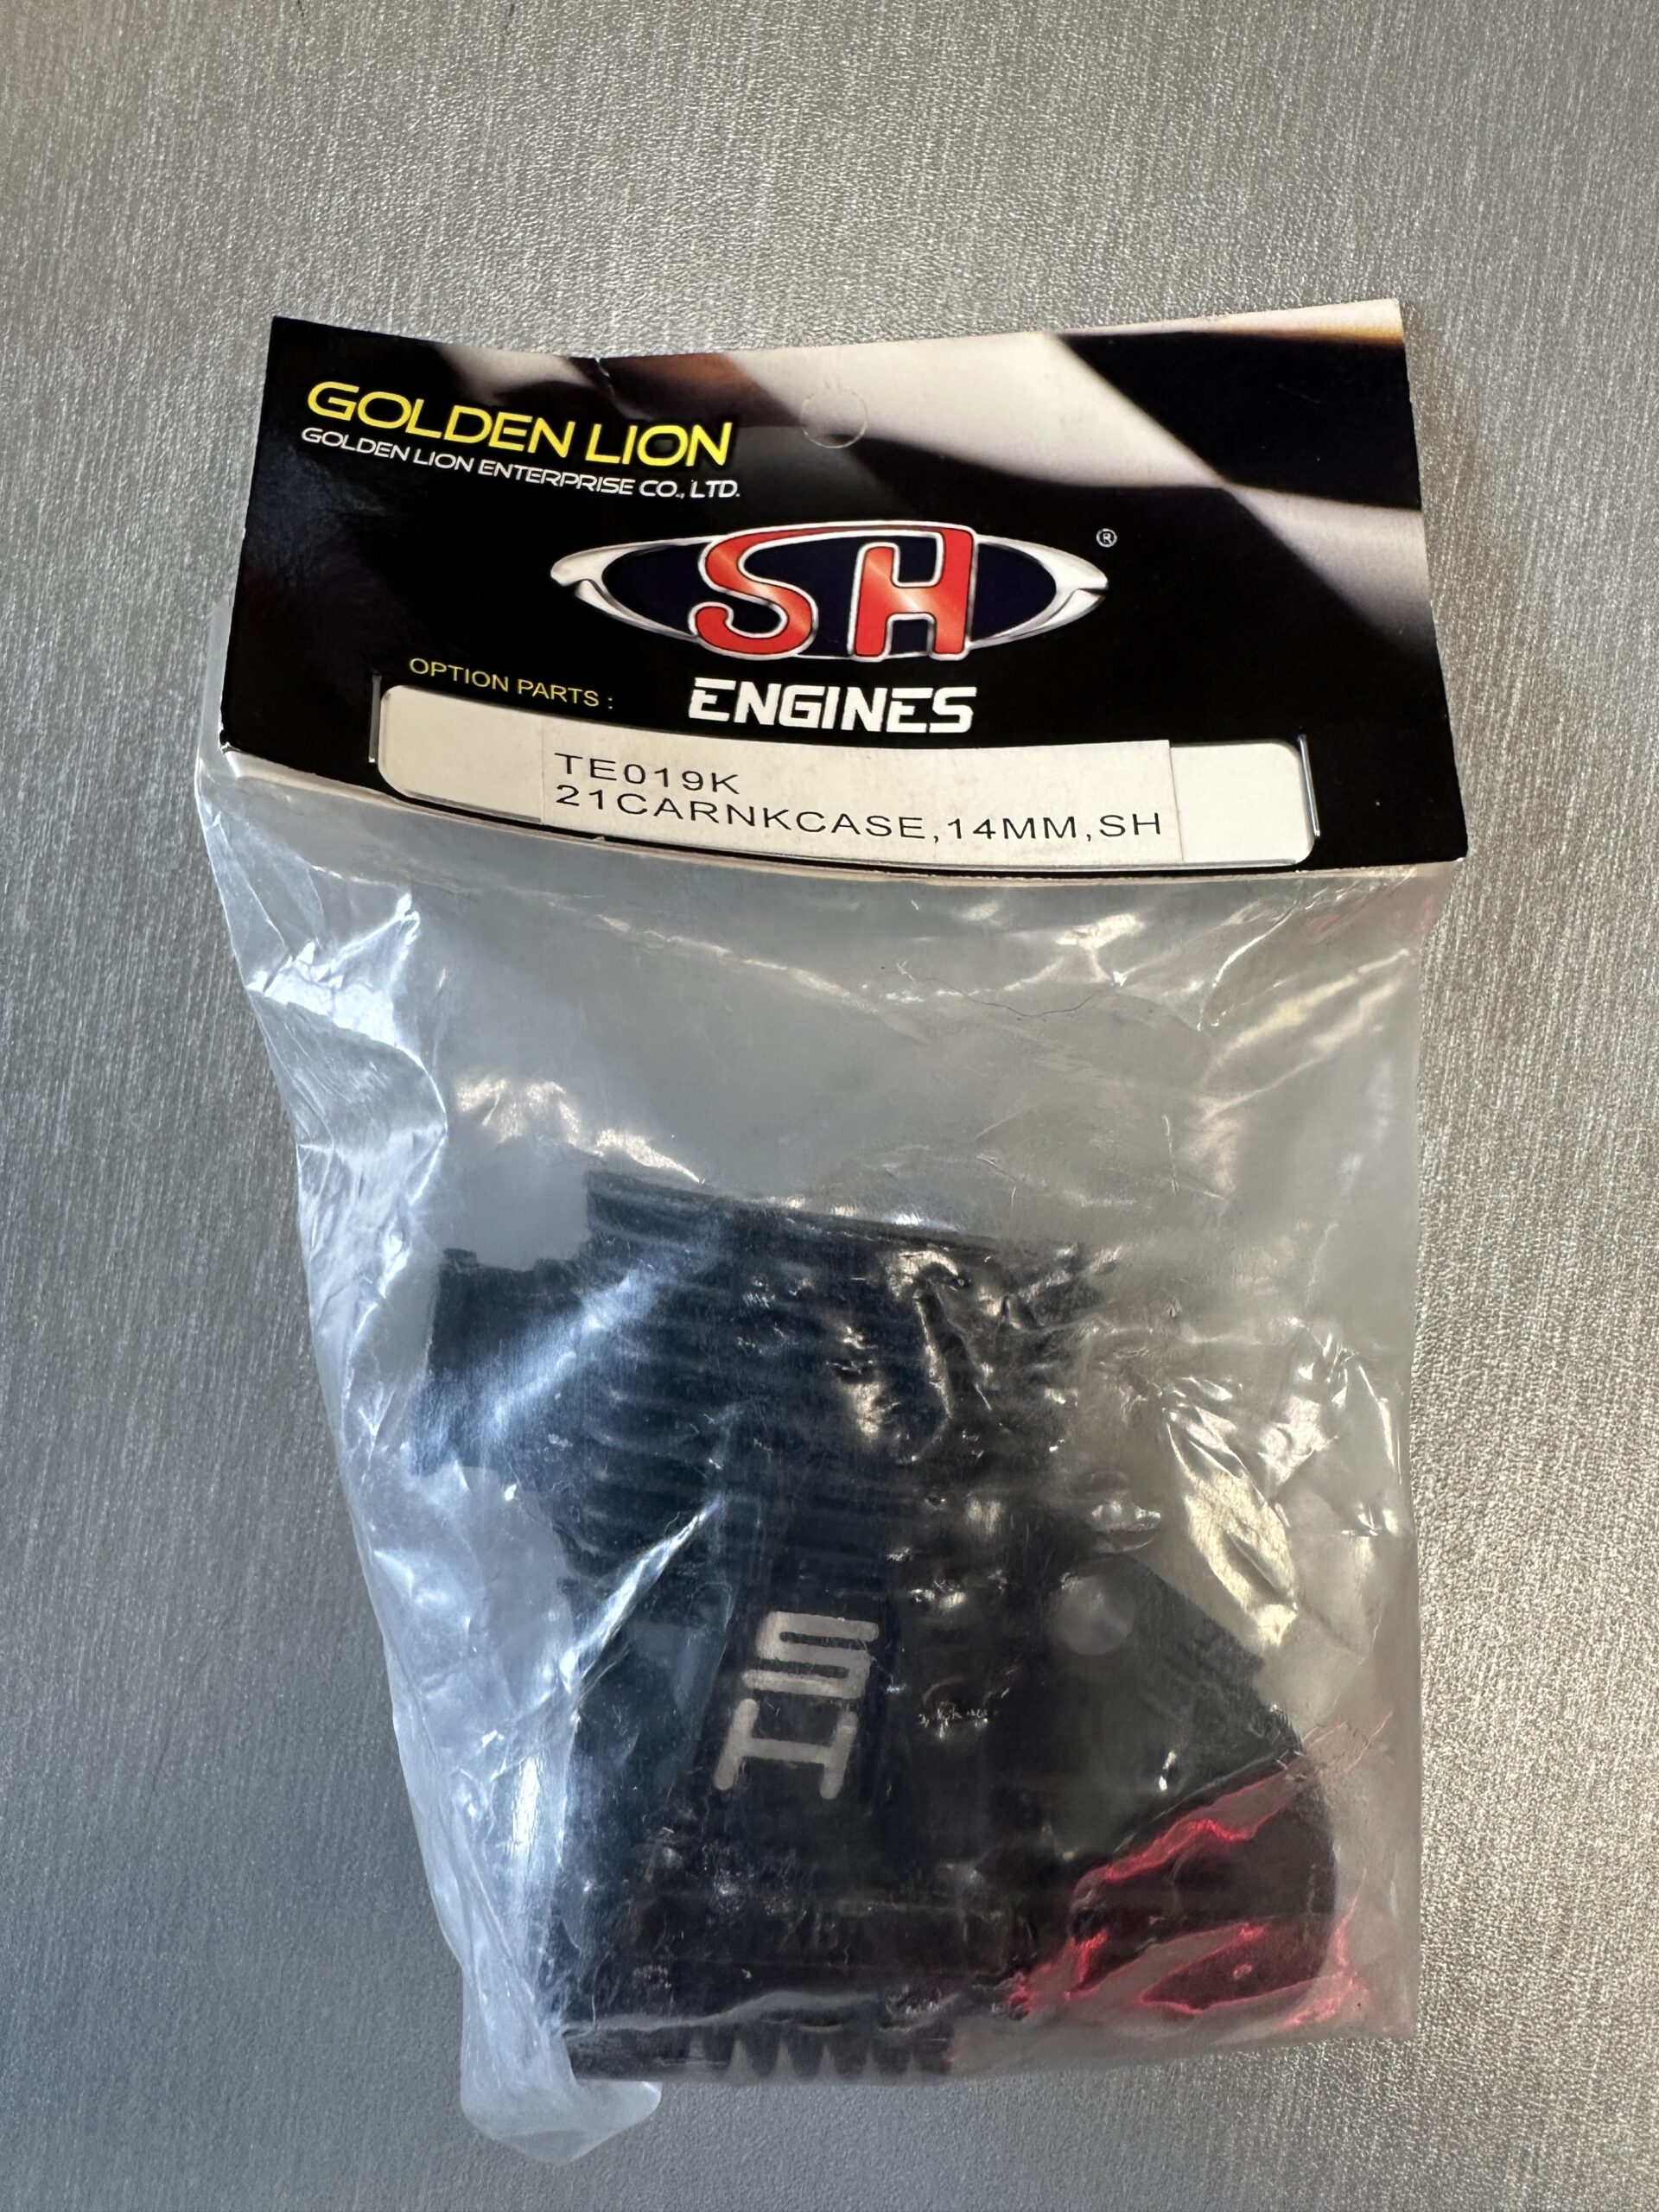 GOLDEN LION
GOLDEN LION ENTERPRISE CO., LTD.
SH ®
ENGINES
OPTION PARTS :
TE019K
21CARNKCASE,14MM,SH
SH